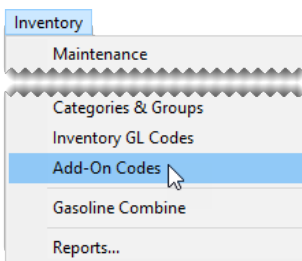 Inventory
Maintenance
Categories & Groups
Inventory GL Codes
Add-On Codes
Gasoline Combine
Reports...